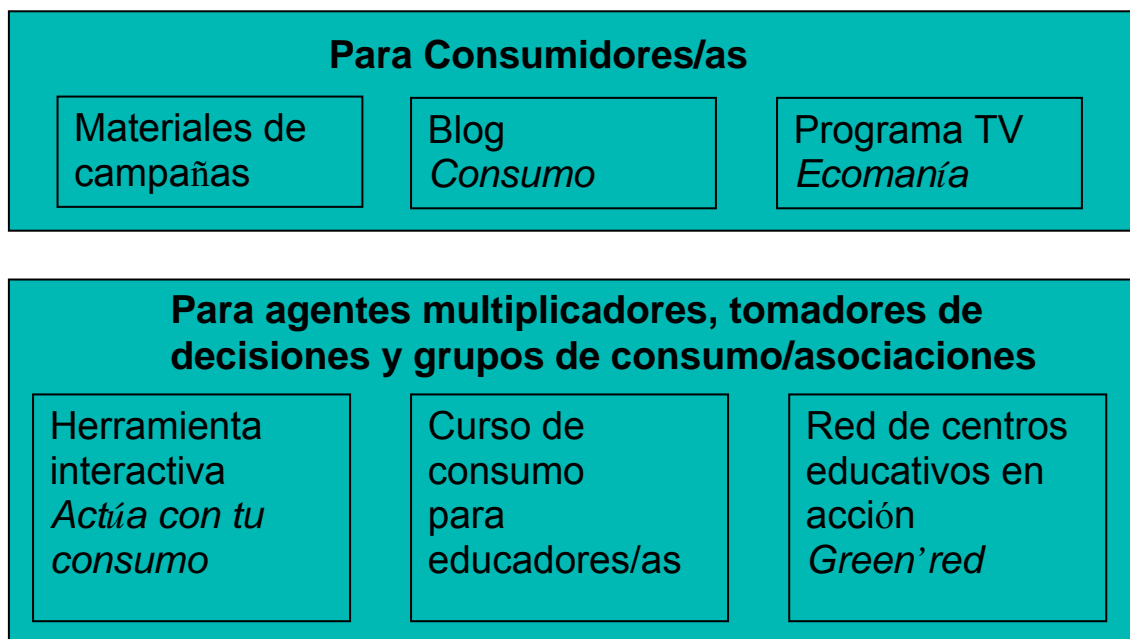 Para Consumidores/as
Materiales de
campañas
Blog
Consumo
Programa TV
Ecomanía
Para agentes multiplicadores, tomadores de
decisiones y grupos de consumo/asociaciones
Herramienta
interactiva
Actúa con tu
consumo
Curso de
consumo
para
educadores/as
Red de centros
educativos en
acción
Green’red